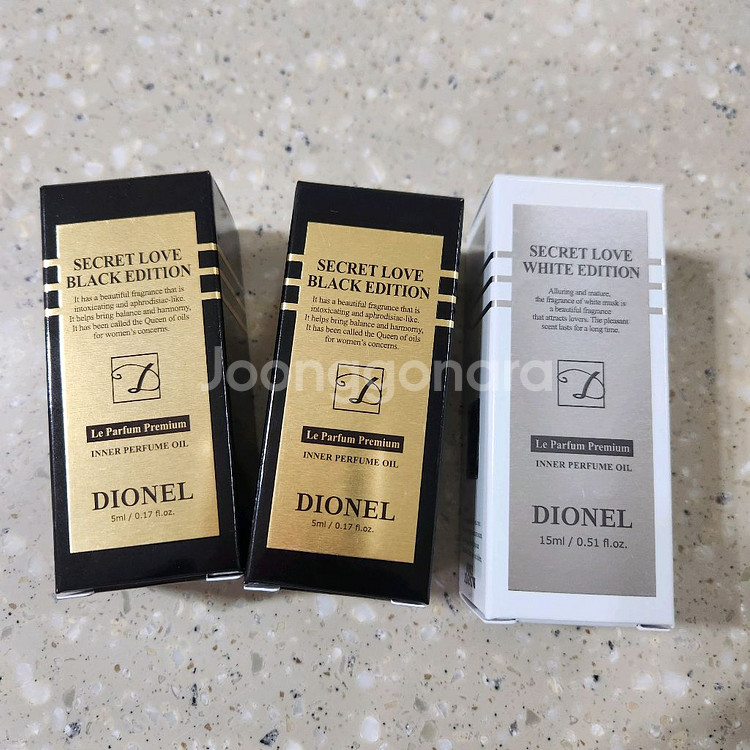 SECRET LOVE
BLACK EDITION
It has a beautiful fragrance that is
intoxicating and aphrodisiac-like.
It helps bring balance and harmony,
It has been called the Queen of oils
for women's concerns.
D
Le Parfum Premium
INNER PERFUME OIL
DIONEL
5ml / 0.17 fl.oz.
SECRET LOVE
BLACK EDITION
It has a beautiful fragrance that is
intoxicating and aphrodisiac-like.
It helps bring balance and harmony,
It has been called the Queen of oils
for women's concerns.
D
Le Parfum Premium
INNER PERFUME OIL
DIONEL
5ml / 0.17 fl.oz.
SECRET LOVE
WHITE EDITION
Alluring and mature,
the fragrance of white musk is
a beautiful fragrance
that attracts lovers. The pleasant
scent lasts for a long time.
D
Le Parfum Premium
INNER PERFUME OIL
DIONEL
15ml / 0.51 fl.oz.
Joonggonara